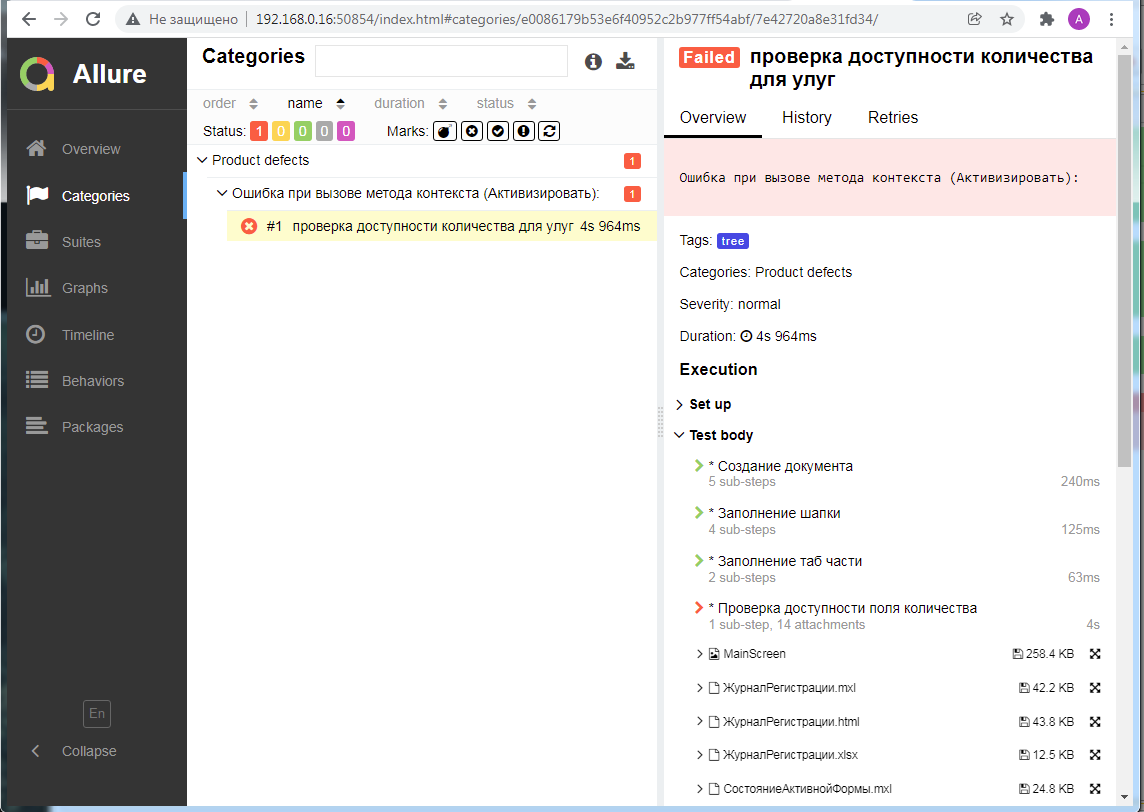 Не защищено
192.168.0.16:50854/index.html#categories/e0086179b53e6f40952c2b977ff54abf/7e42720a8e31fd34/
A
Allure
Overview
Categories
Suites
Graphs
Timeline
Behaviors
Packages
En
Collapse
Categories
order name duration status
Status: 1 0 0 0 0 Marks:
Product defects 1
Ошибка при вызове метода контекста (Активизировать): 1
#1 проверка доступности количества для улуг 4s 964ms
Failed проверка доступности количества
для улуг
Overview History Retries
Ошибка при вызове метода контекста (Активизировать):
Tags: tree
Categories: Product defects
Severity: normal
Duration: 4s 964ms
Execution
Set up
Test body
* Создание документа
5 sub-steps 240ms
* Заполнение шапки
4 sub-steps 125ms
* Заполнение таб части
2 sub-steps 63ms
* Проверка доступности поля количества
1 sub-step, 14 attachments 4s
MainScreen 258.4 KB
ЖурналРегистрации.mxl 42.2 KB
ЖурналРегистрации.html 43.8 KB
ЖурналРегистрации.xlsx 12.5 KB
СостояниеАктивнойФормы.mxl 24.8 KB